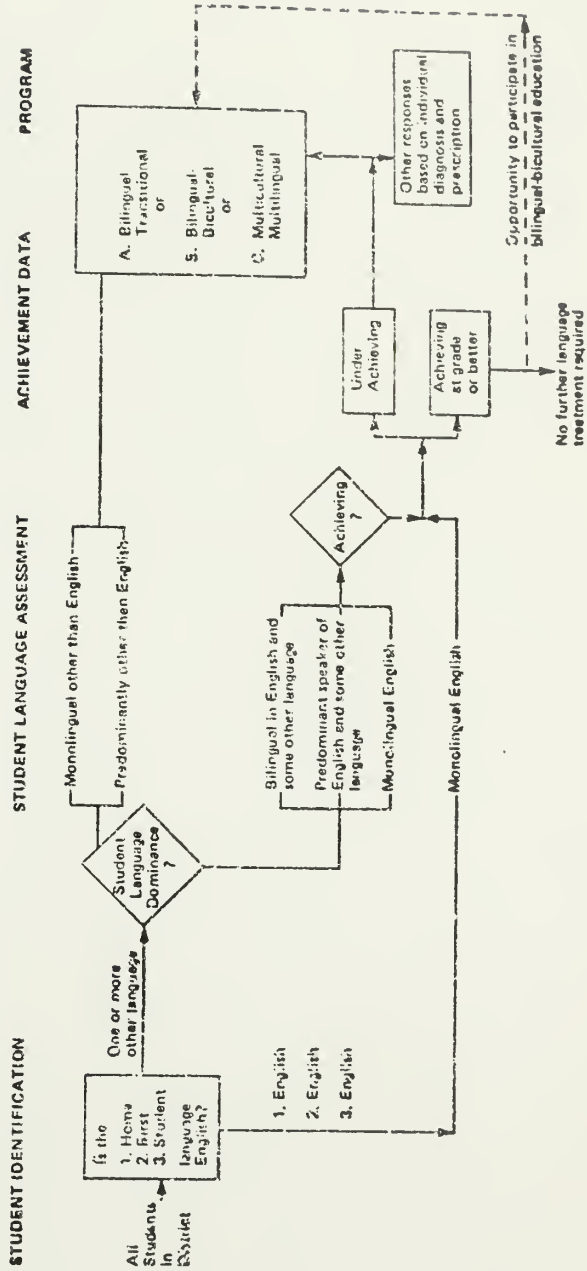 STUDENT IDENTIFICATION
STUDENT LANGUAGE ASSESSMENT
ACHIEVEMENT DATA
PROGRAM
All
Students
In
District
Is the
1. Home
2. First
3. Student
language
English?
One or more
other language
1. English
2. English
3. English
Student
Language
Dominance
?
Monolingual other than English
Predominantly other then English
Bilingual in English and
some other language
Predominant speaker of
English end some other
language
Monolingual English
Monolingual English
Achieving
?
Under
Achieving
Achieving
at grade
or better
No further language
treatment required
A. Bilingual
Transitional
or
B. Bilingual-
Bicultural
or
C. Multicultural
Multilingual
Other responses
based on individual
diagnosis and
prescription
Opportunity to participate in
bilingual-bicultural education